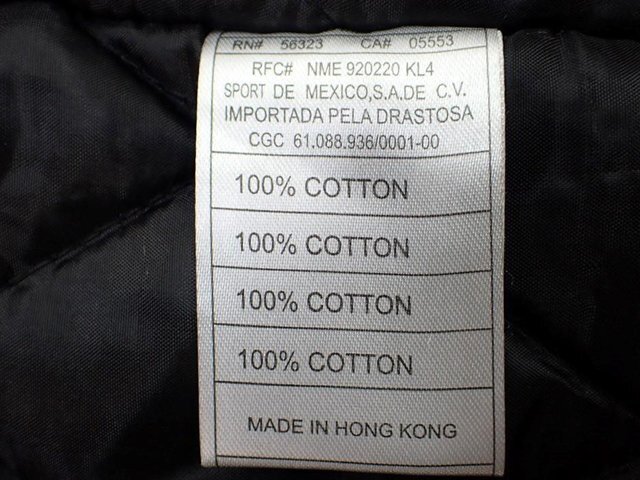 RN# 56323 CA# 05553
RFC# NME 920220 KL4
SPORT DE MEXICO,S.A.DE C.V.
IMPORTADA PELA DRASTOSA
CGC 61.088.936/0001-00
100% COTTON
100% COTTON
100% COTTON
100% COTTON
MADE IN HONG KONG